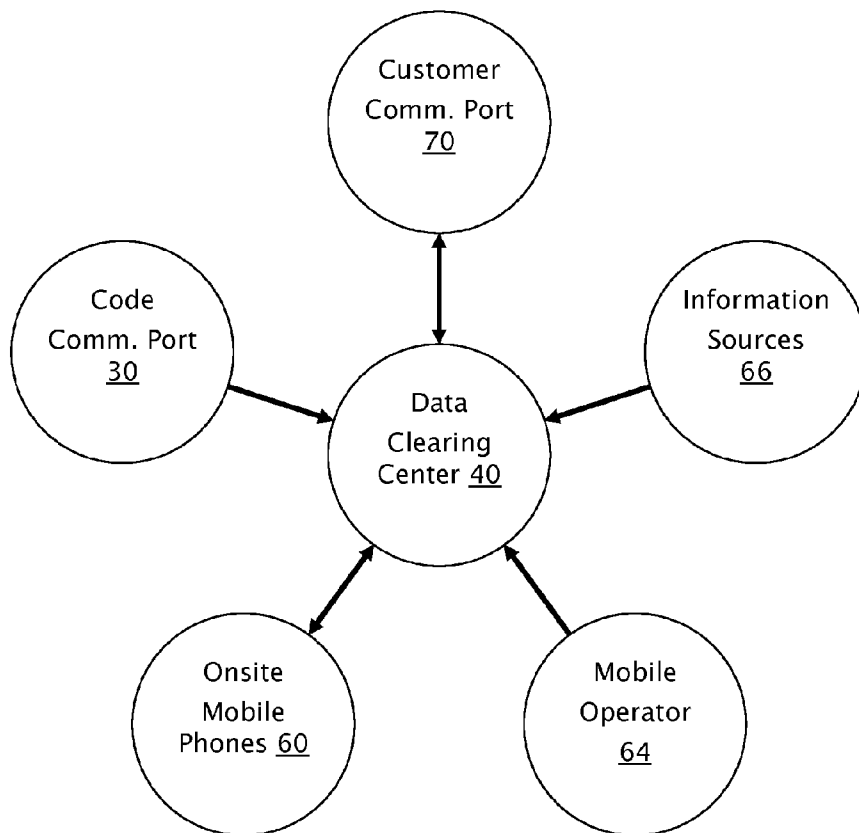 Customer
Comm. Port
70
Code
Comm. Port
30
Information
Sources
66
Data
Clearing
Center 40
Onsite
Mobile
Phones 60
Mobile
Operator
64